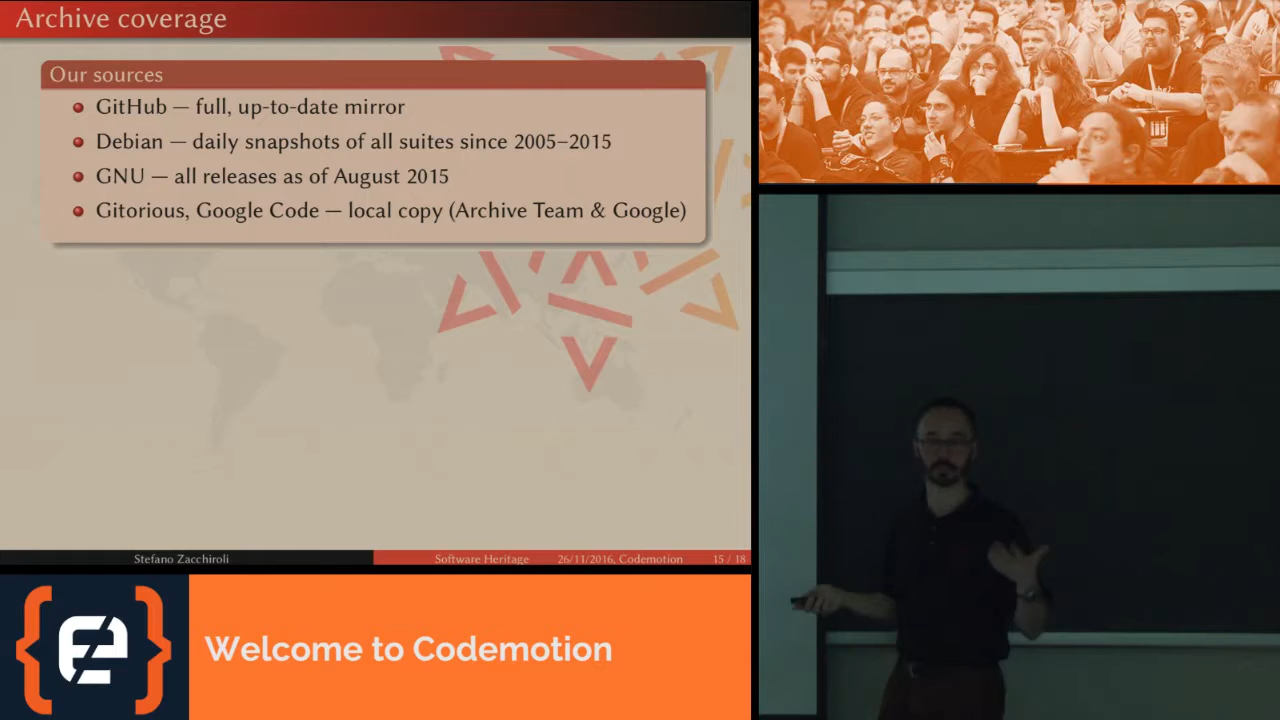 Archive coverage
Our sources
GitHub — full, up-to-date mirror
Debian — daily snapshots of all suites since 2005–2015
GNU — all releases as of August 2015
Gitorious, Google Code — local copy (Archive Team & Google)
Stefano Zacchiroli
Software Heritage
26/11/2016, Codemotion
15 / 18
Welcome to Codemotion